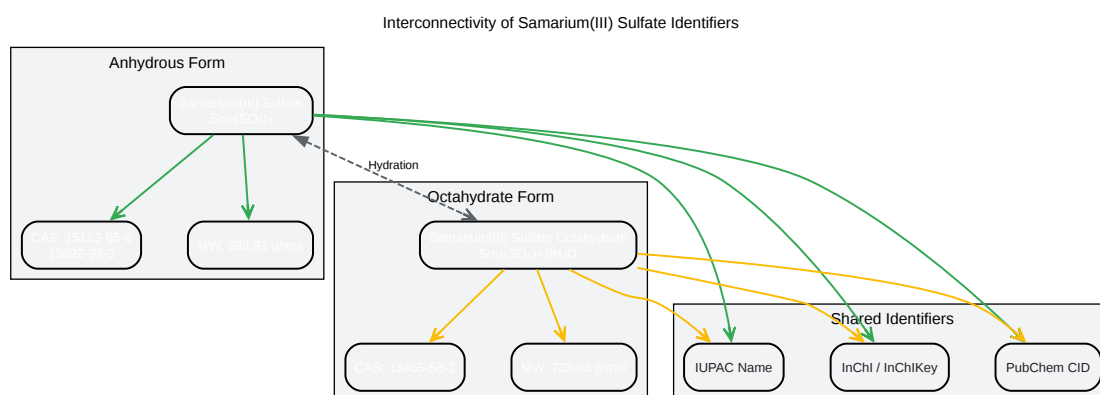 Interconnectivity of Samarium(III) Sulfate Identifiers
Anhydrous Form
Samarium(III) Sulfate
Sm₂(SO₄)₃
Hydration
Octahydrate Form
CAS: 15123-65-6
13692-98-3
MW: 588.91 g/mol
Samarium(III) Sulfate Octahydrate
Sm₂(SO₄)₃·8H₂O
Shared Identifiers
CAS: 13465-58-2
MW: 733.03 g/mol
IUPAC Name
InChI / InChIKey
PubChem CID